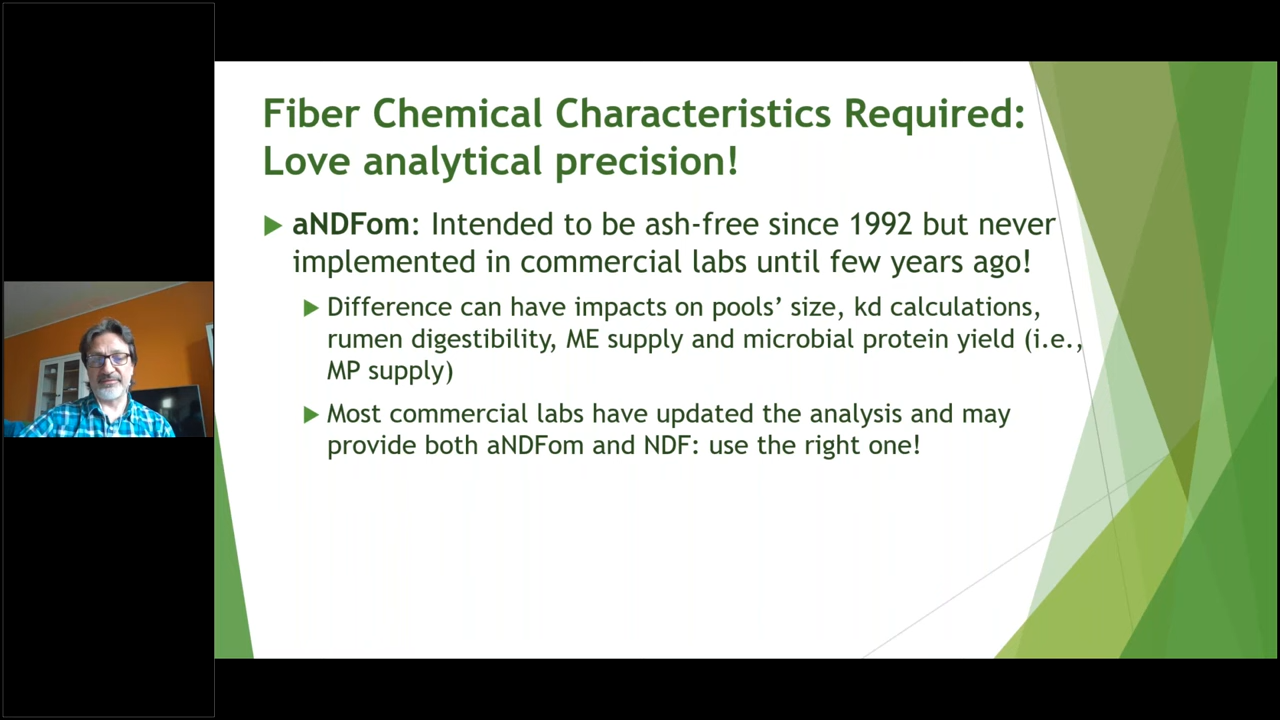 Fiber Chemical Characteristics Required:
Love analytical precision!
aNDFom: Intended to be ash-free since 1992 but never
implemented in commercial labs until few years ago!
Difference can have impacts on pools’ size, kd calculations,
rumen digestibility, ME supply and microbial protein yield (i.e.,
MP supply)
Most commercial labs have updated the analysis and may
provide both aNDFom and NDF: use the right one!